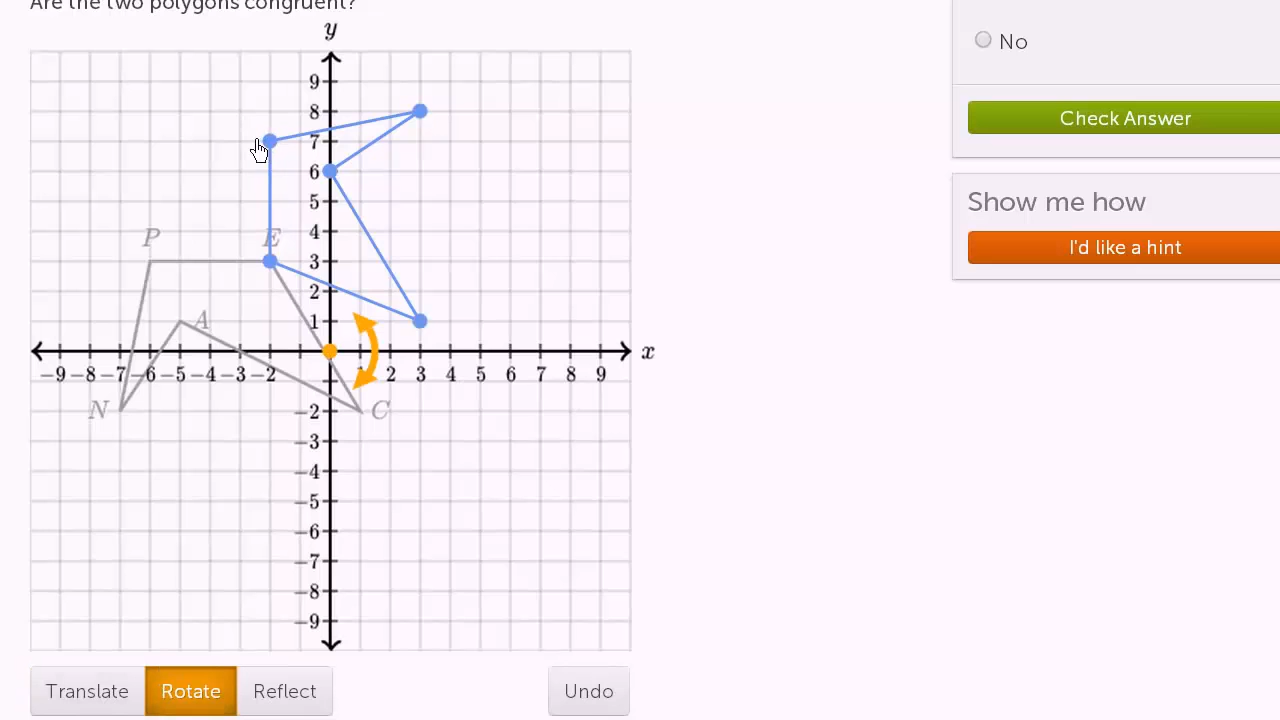 Are the two polygons congruent?
y
No
9
8
Check Answer
7
6
Show me how
5
P E 4
I'd like a hint
3
2
A 1
x
−9 −8 −7 −6 −5 −4 −3 −2 2 3 4 5 6 7 8 9
N −2 C
−3
−4
−5
−6
−7
−8
−9
Translate Rotate Reflect Undo